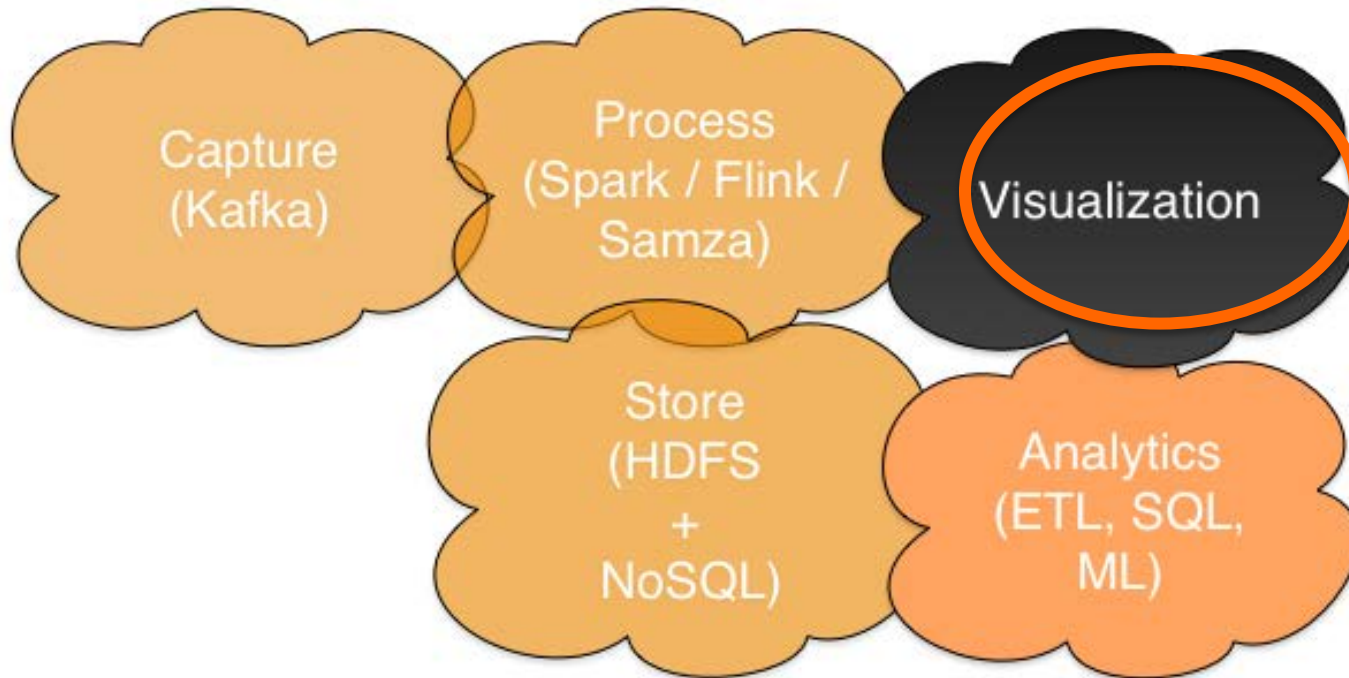 Capture
(Kafka)
Process
(Spark / Flink /
Samza)
Visualization
Store
(HDFS
+
NoSQL)
Analytics
(ETL, SQL,
ML)